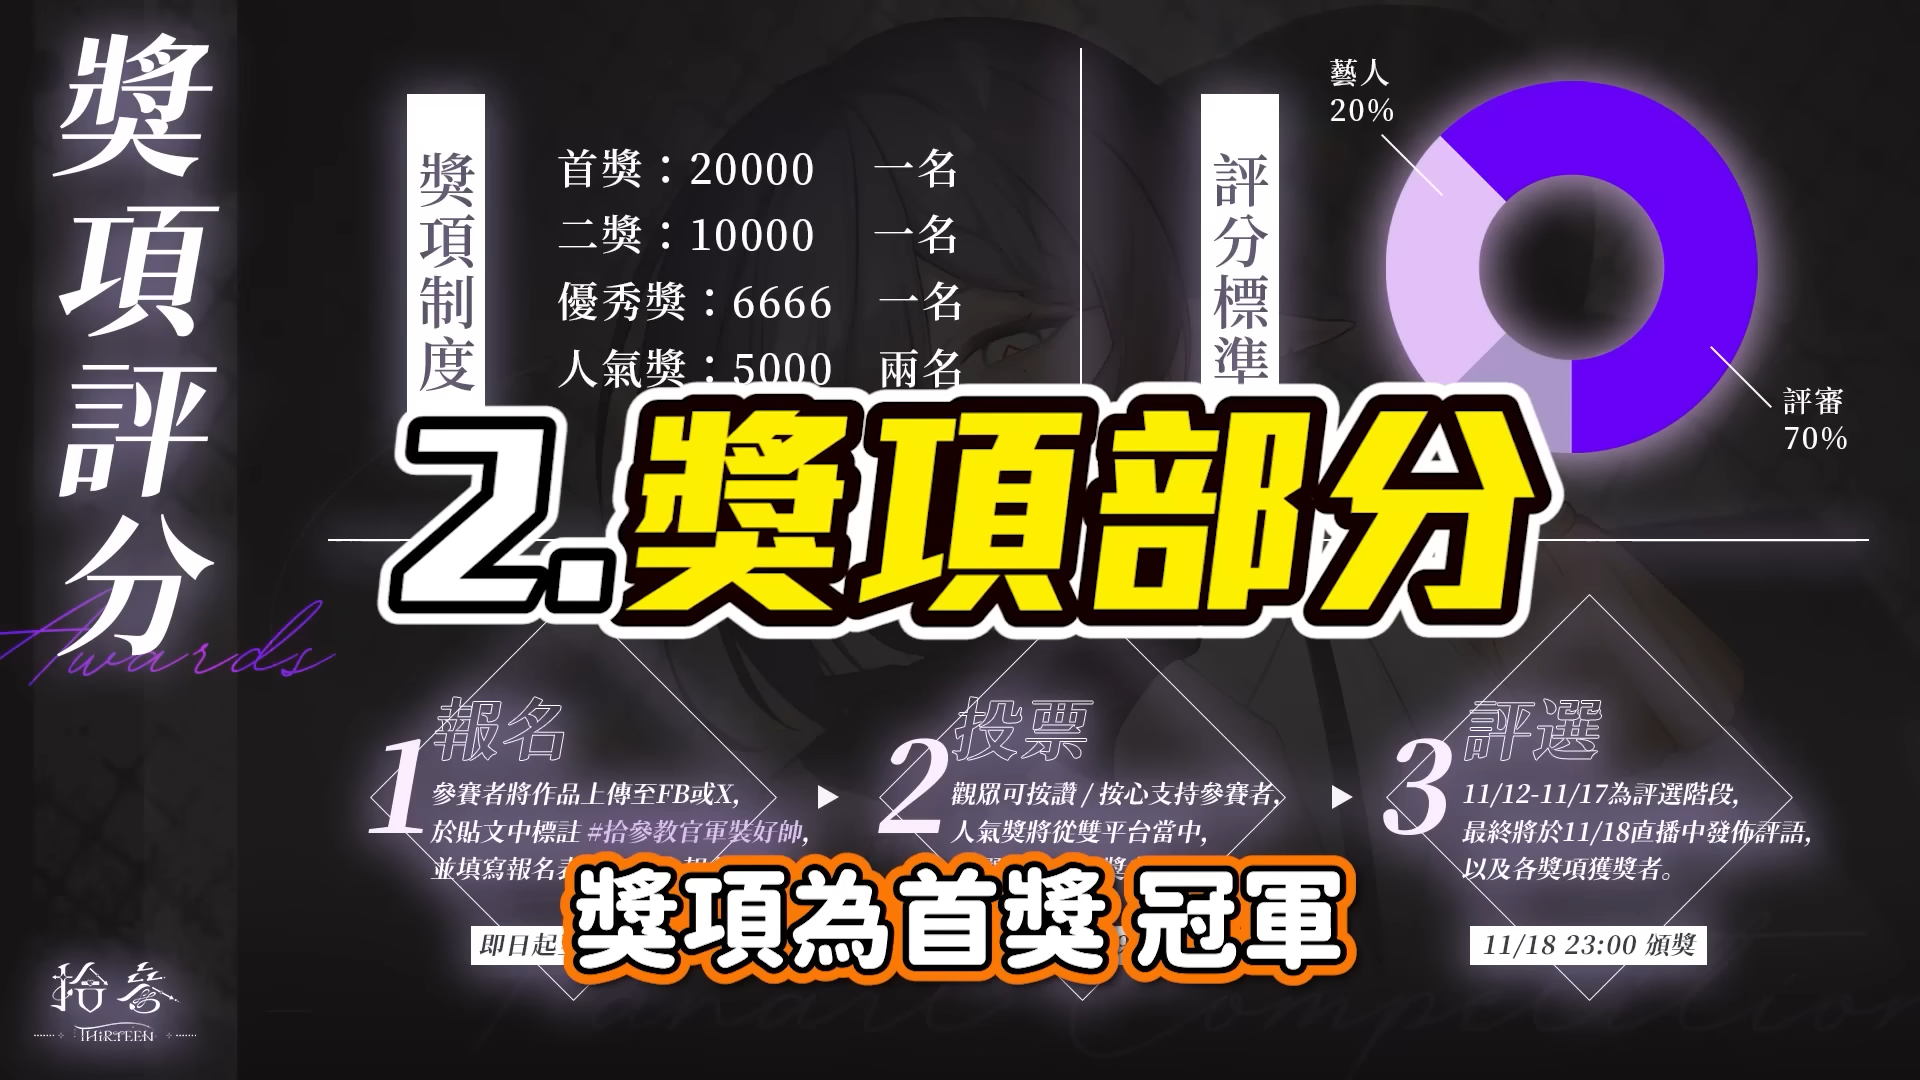 獎項評分
Awards
獎項制度
首獎：20000 一名
二獎：10000 一名
優秀獎：6666 一名
人氣獎：5000 兩名
評分標準
藝人
20%
評審
70%
2.獎項部分
1 報名
參賽者將作品上傳至FB或X,
於貼文中標註 #拾參教官軍裝好帥,
並填寫報名表
即日起
2 投票
觀眾可按讚 / 按心支持參賽者,
人氣獎將從雙平台當中,
3 評選
11/12-11/17為評選階段,
最終將於11/18直播中發佈評語,
以及各獎項獲獎者。
11/18 23:00 頒獎
獎項為首獎 冠軍
拾參
THIRTEEN